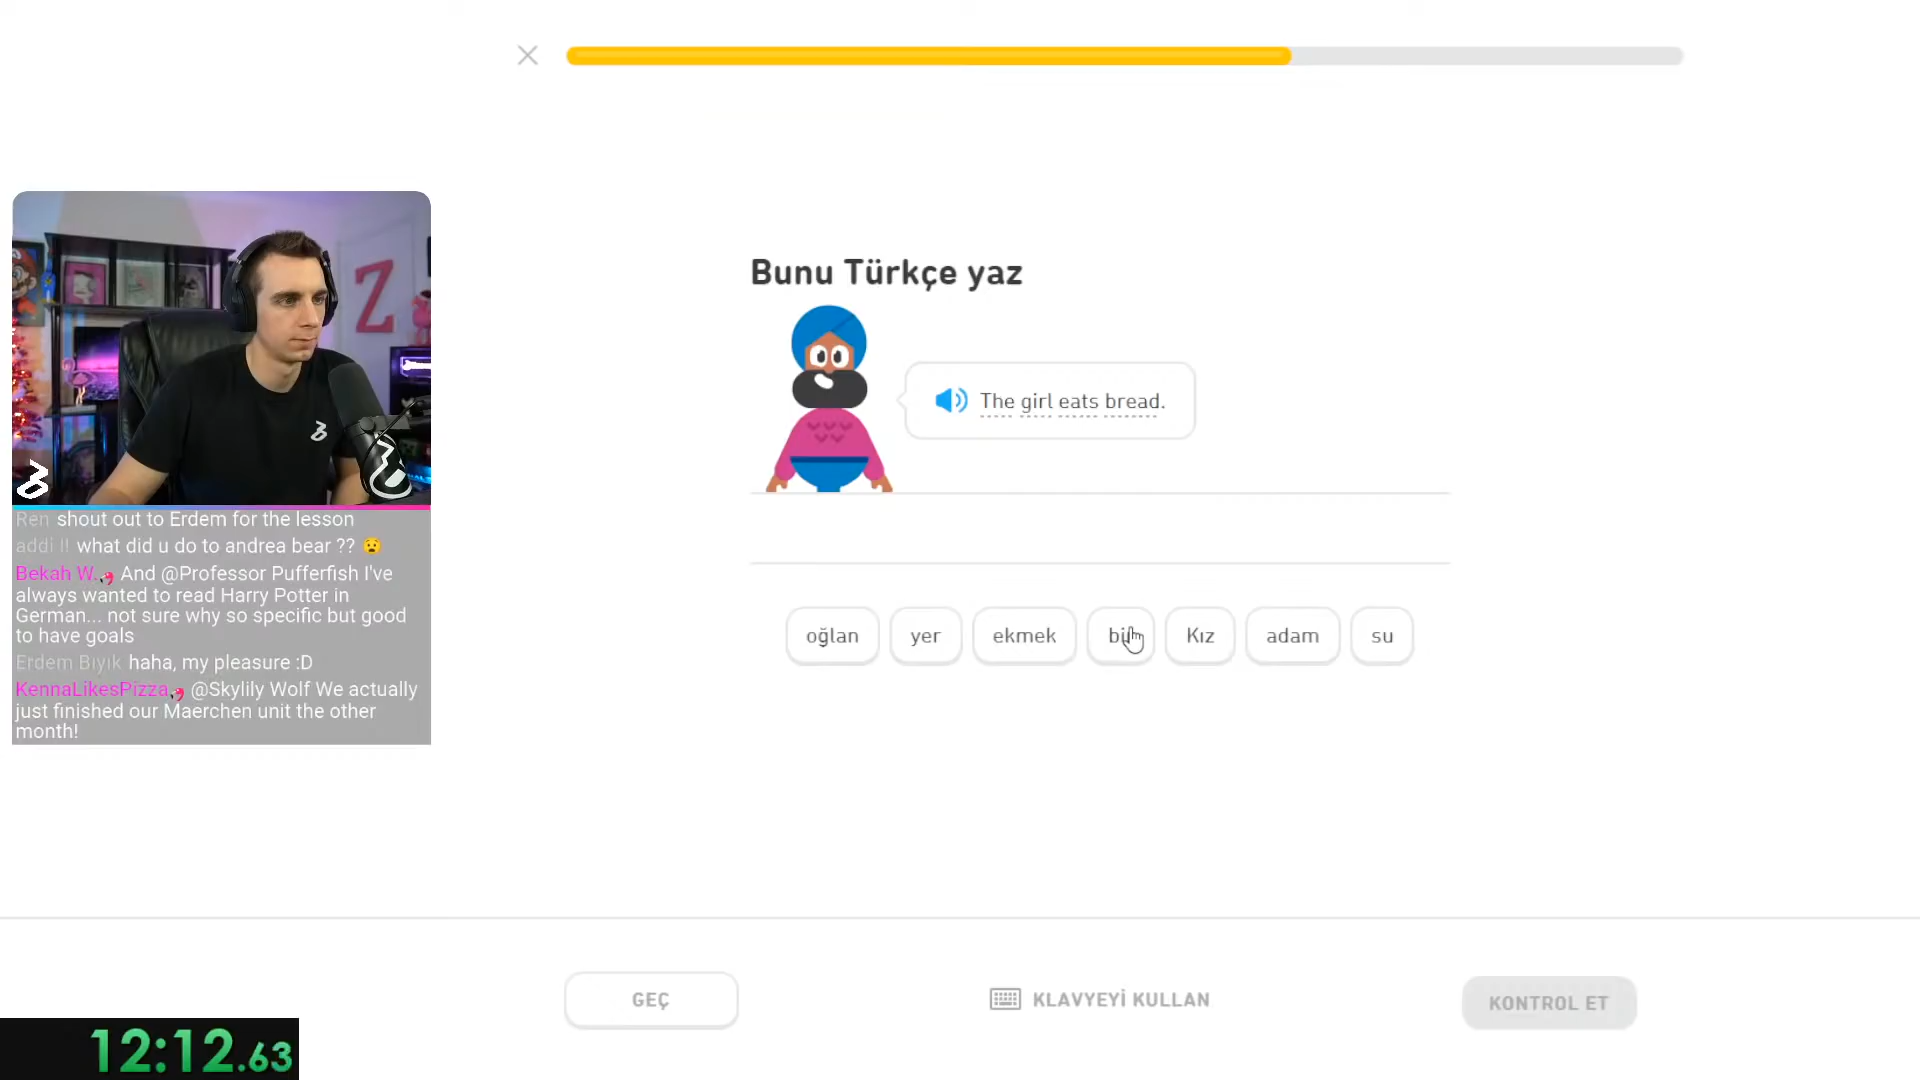 Bunu Türkçe yaz
The girl eats bread.
Z
Ren shout out to Erdem for the lesson
addi !! what did u do to andrea bear ?? 😧
Bekah W. And @Professor Pufferfish I've
always wanted to read Harry Potter in
German... not sure why so specific but good
to have goals
Erdem Bıyık haha, my pleasure :D
KennaLikesPizza @Skylily Wolf We actually
just finished our Maerchen unit the other
month!
oğlan yer ekmek Kız adam su
GEÇ KLAVYEYİ KULLAN KONTROL ET
12:12.63